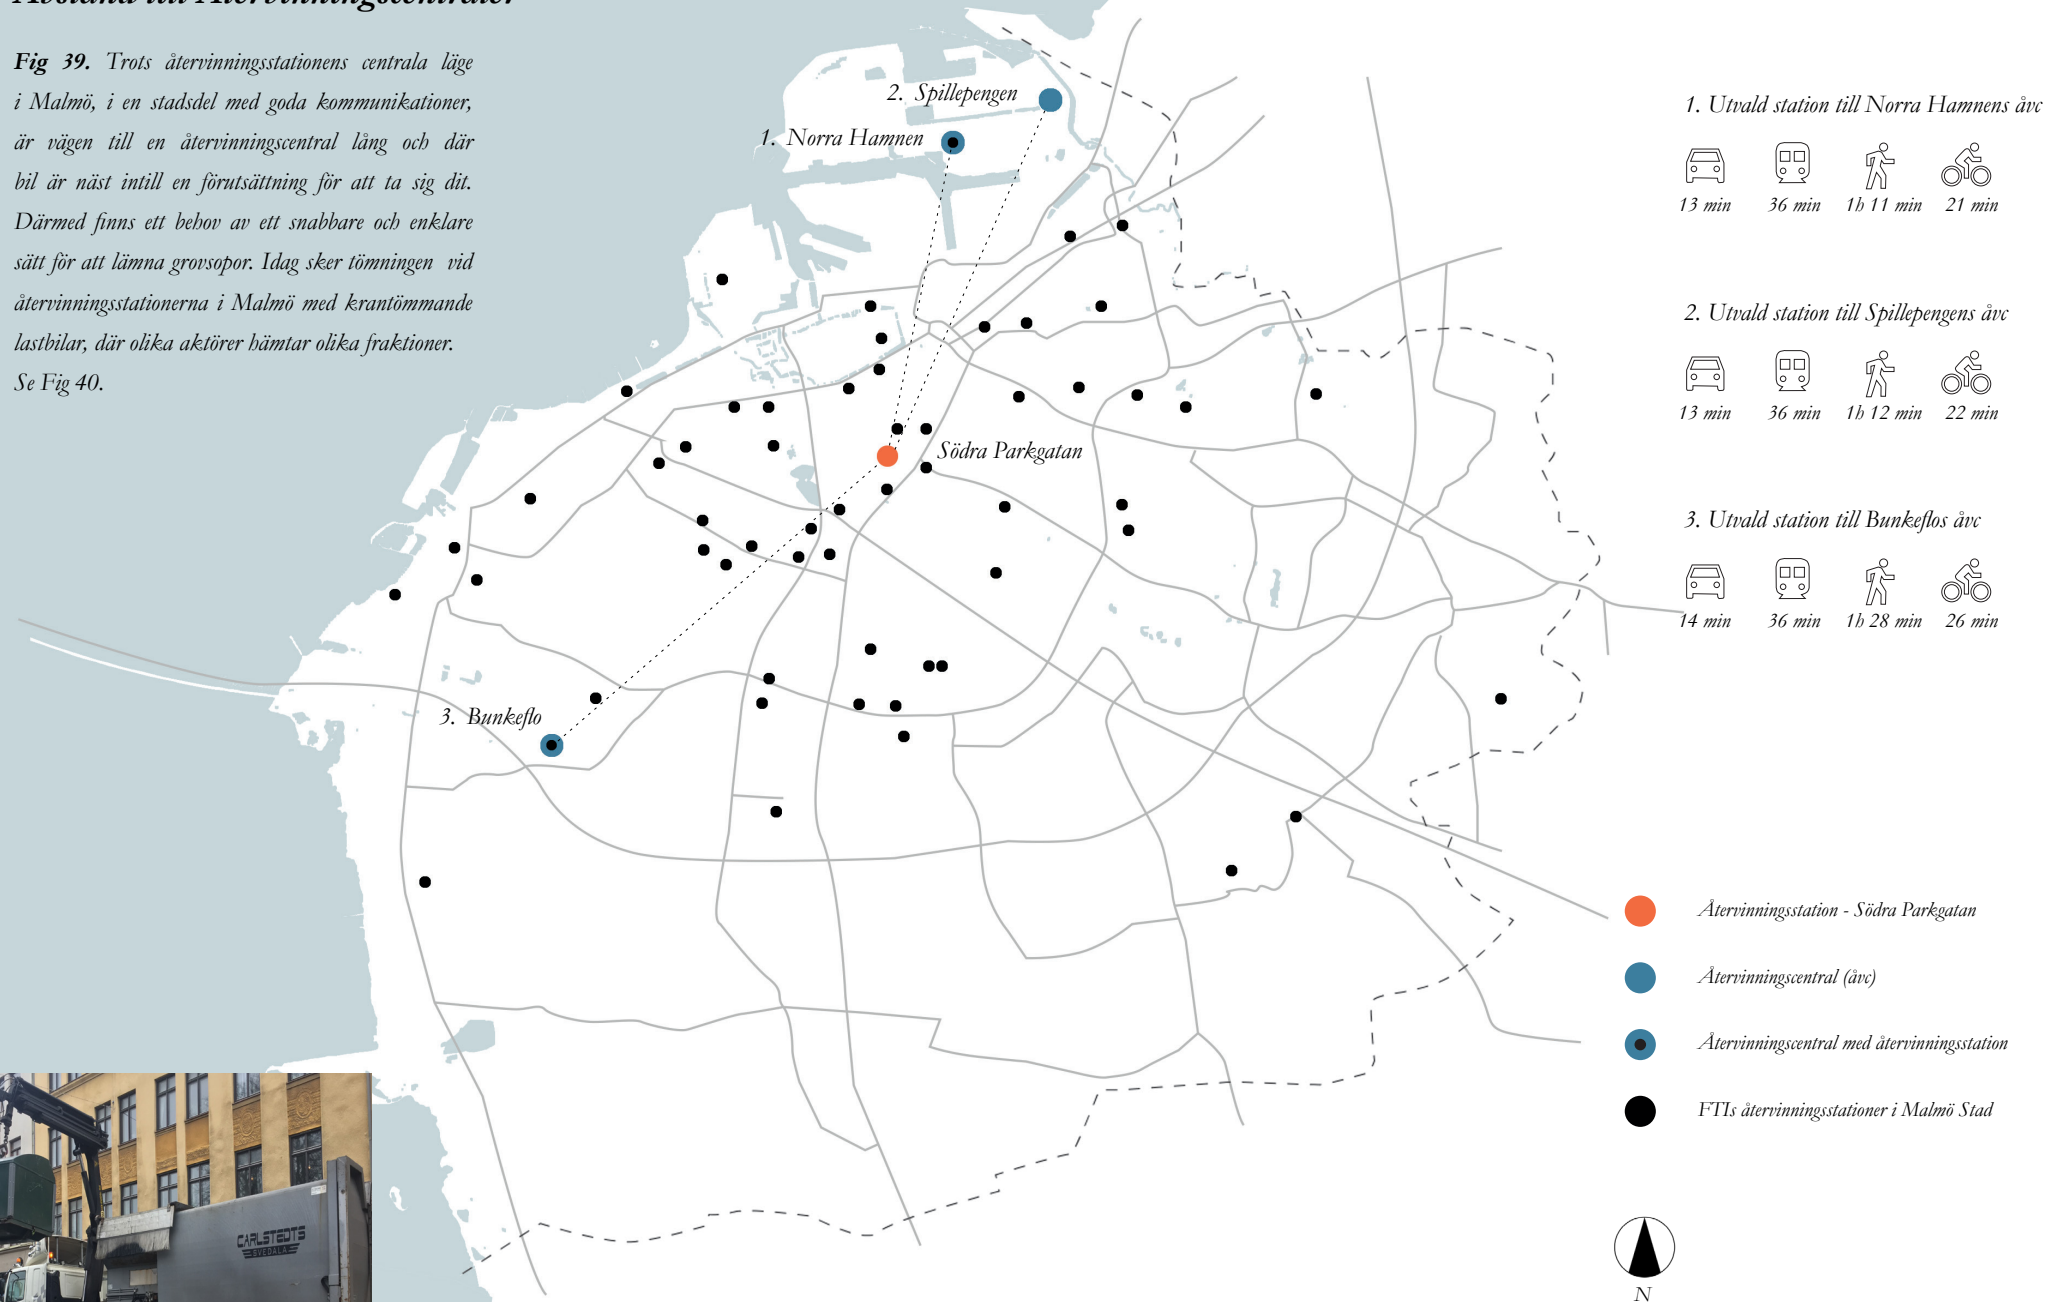 Fig 39. Trots återvinningsstationens centrala läge
i Malmö, i en stadsdel med goda kommunikationer,
är vägen till en återvinningscentral lång och där
bil är näst intill en förutsättning för att ta sig dit.
Därmed finns ett behov av ett snabbare och enklare
sätt för att lämna grovsopor. Idag sker tömningen vid
återvinningsstationerna i Malmö med krantömmande
lastbilar, där olika aktörer hämtar olika fraktioner.
Se Fig 40.
2. Spillepengen
1. Norra Hamnen
Södra Parkgatan
3. Bunkeflo
1. Utvald station till Norra Hamnens åvc
13 min 36 min 1h 11 min 21 min
2. Utvald station till Spillepengens åvc
13 min 36 min 1h 12 min 22 min
3. Utvald station till Bunkeflos åvc
14 min 36 min 1h 28 min 26 min
Återvinningsstation - Södra Parkgatan
Återvinningscentral (åvc)
Återvinningscentral med återvinningsstation
FTIs återvinningsstationer i Malmö Stad
N
CARLSTEDTS
SVEDALA